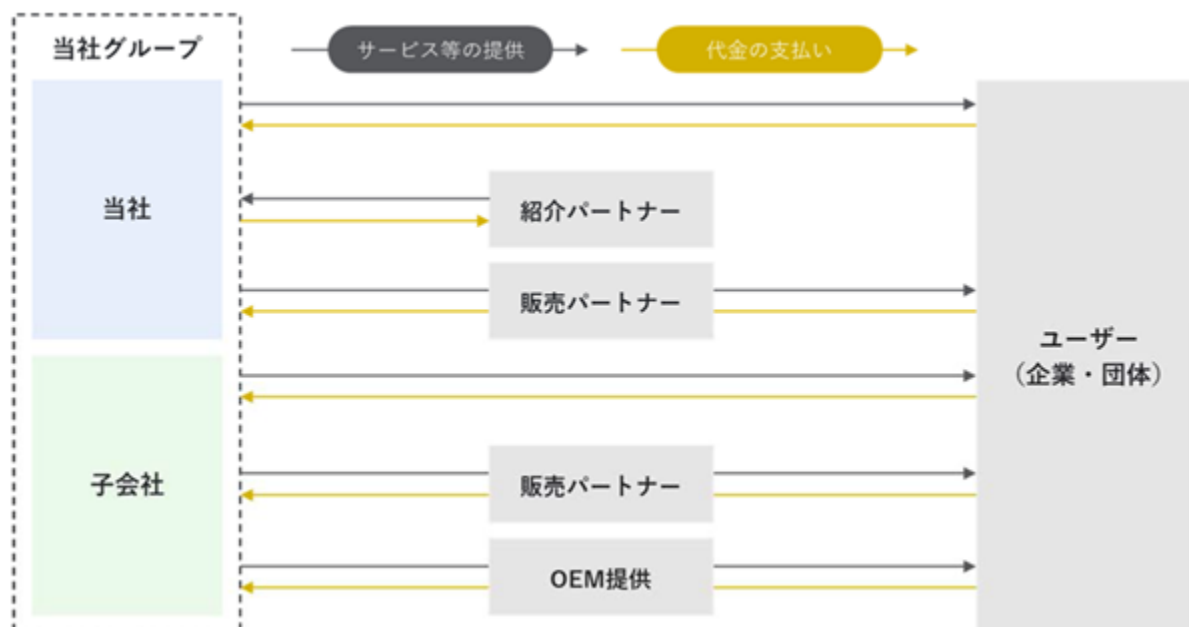 当社グループ
サービス等の提供
代金の支払い
当社
紹介パートナー
販売パートナー
ユーザー
（企業・団体）
子会社
販売パートナー
OEM提供